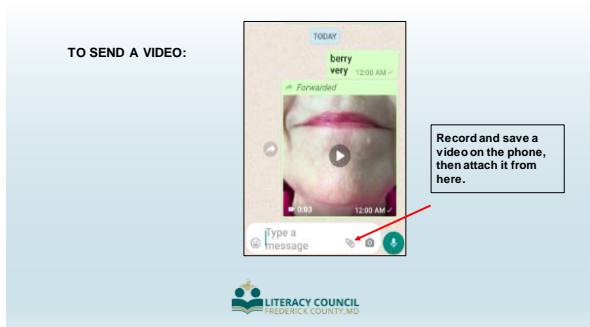 TO SEND A VIDEO:
TODAY
berry
very 12:00 AM
Forwarded
0:03 12:00 AM
Type a
message
Record and save a
video on the phone,
then attach it from
here.
LITERACY COUNCIL
FREDERICK COUNTY, MD